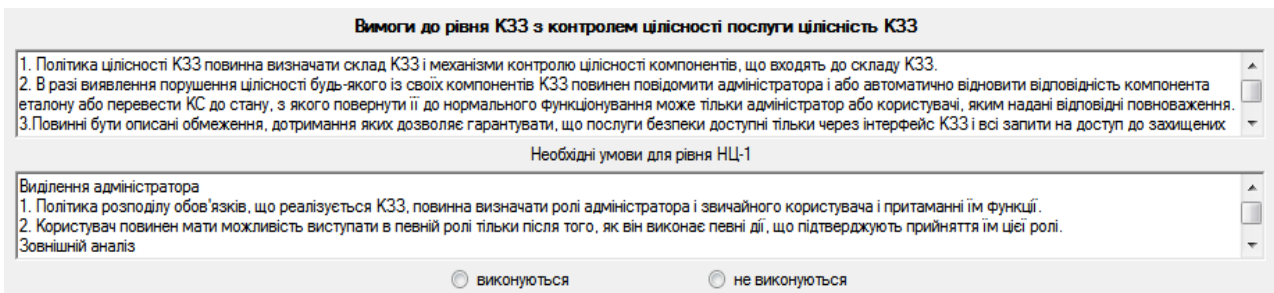 Вимоги до рівня КЗЗ з контролем цілісності послуги цілісність КЗЗ
1. Політика цілісності КЗЗ повинна визначати склад КЗЗ і механізми контролю цілісності компонентів, що входять до складу КЗЗ.
2. В разі виявлення порушення цілісності будь-якого із своїх компонентів КЗЗ повинен повідомити адміністратора і або автоматично відновити відповідність компонента
еталону або перевести КС до стану, з якого повернути її до нормального функціонування може тільки адміністратор або користувачі, яким надані відповідні повноваження.
3.Повинні бути описані обмеження, дотримання яких дозволяє гарантувати, що послуги безпеки доступні тільки через інтерфейс КЗЗ і всі запити на доступ до захищених
Необхідні умови для рівня НЦ-1
Виділення адміністратора
1. Політика розподілу обов'язків, що реалізується КЗЗ, повинна визначати ролі адміністратора і звичайного користувача і притаманні їм функції.
2. Користувач повинен мати можливість виступати в певній ролі тільки після того, як він виконає певні дії, що підтверджують прийняття їм цієї ролі.
Зовнішній аналіз
виконуються не виконуються